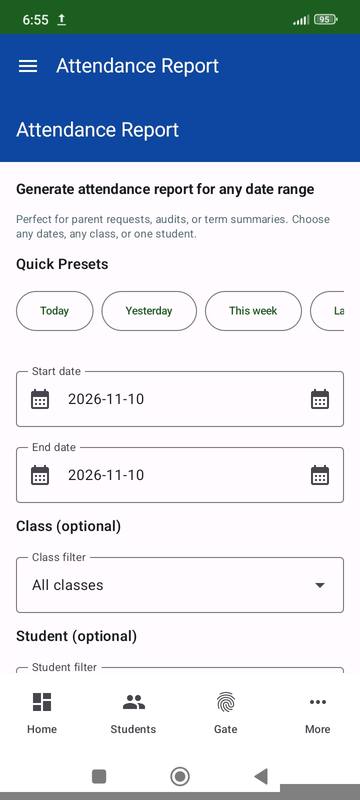 6:55
95
Attendance Report
Attendance Report
Generate attendance report for any date range
Perfect for parent requests, audits, or term summaries. Choose
any dates, any class, or one student.
Quick Presets
Today
Yesterday
This week
La
Start date
2026-11-10
End date
2026-11-10
Class (optional)
Class filter
All classes
Student (optional)
Student filter
Home
Students
Gate
More